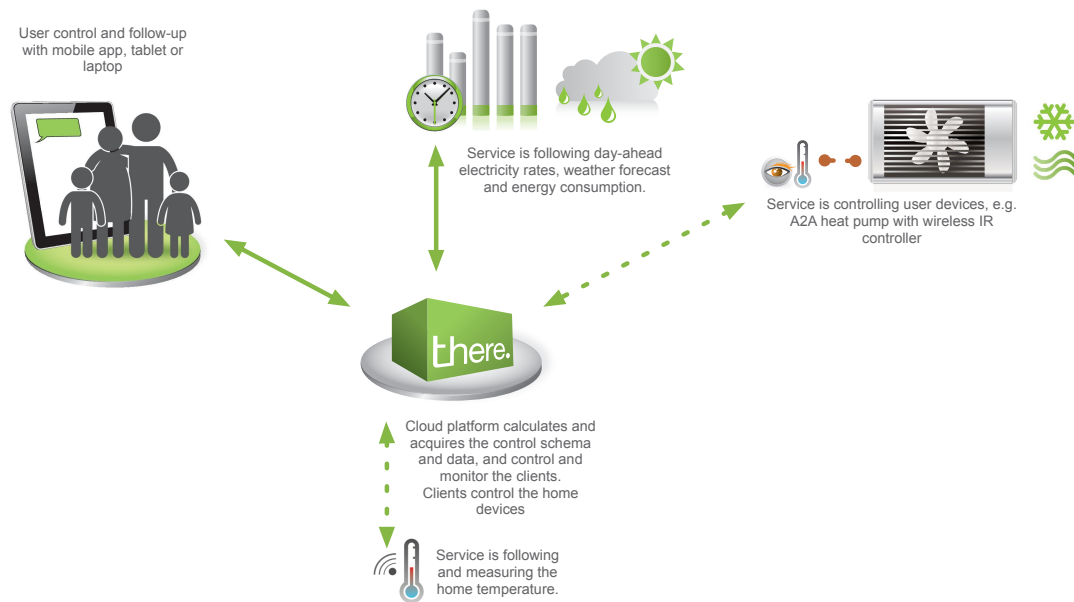 User control and follow-up
with mobile app, tablet or
laptop
Service is following day-ahead
electricity rates, weather forecast
and energy consumption.
Service is controlling user devices, e.g.
A2A heat pump with wireless IR
controller
there.
Cloud platform calculates and
acquires the control schema
and data, and control and
monitor the clients.
Clients control the home
devices
Service is following
and measuring the
home temperature.